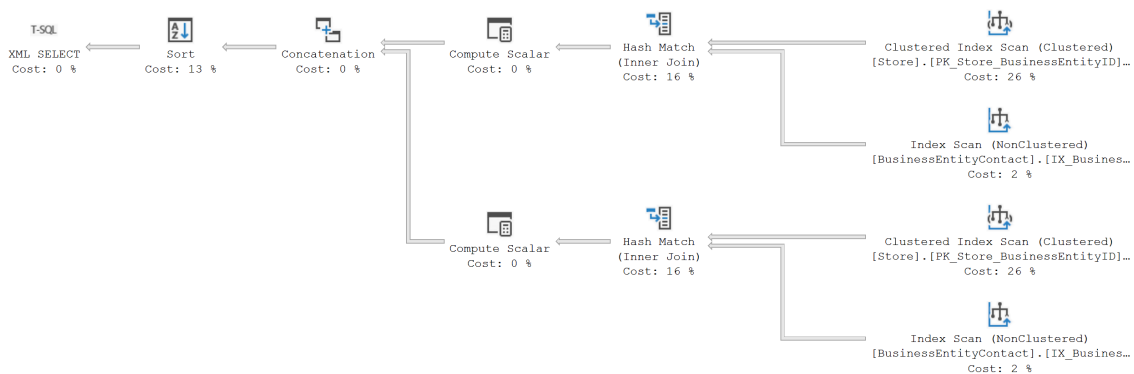 T-SQL
XML SELECT
Cost: 0 %
Sort
Cost: 13 %
Concatenation
Cost: 0 %
Compute Scalar
Cost: 0 %
Hash Match
(Inner Join)
Cost: 16 %
Clustered Index Scan (Clustered)
[Store].[PK_Store_BusinessEntityID]…
Cost: 26 %
Index Scan (NonClustered)
[BusinessEntityContact].[IX_Busines…
Cost: 2 %
Compute Scalar
Cost: 0 %
Hash Match
(Inner Join)
Cost: 16 %
Clustered Index Scan (Clustered)
[Store].[PK_Store_BusinessEntityID]…
Cost: 26 %
Index Scan (NonClustered)
[BusinessEntityContact].[IX_Busines…
Cost: 2 %